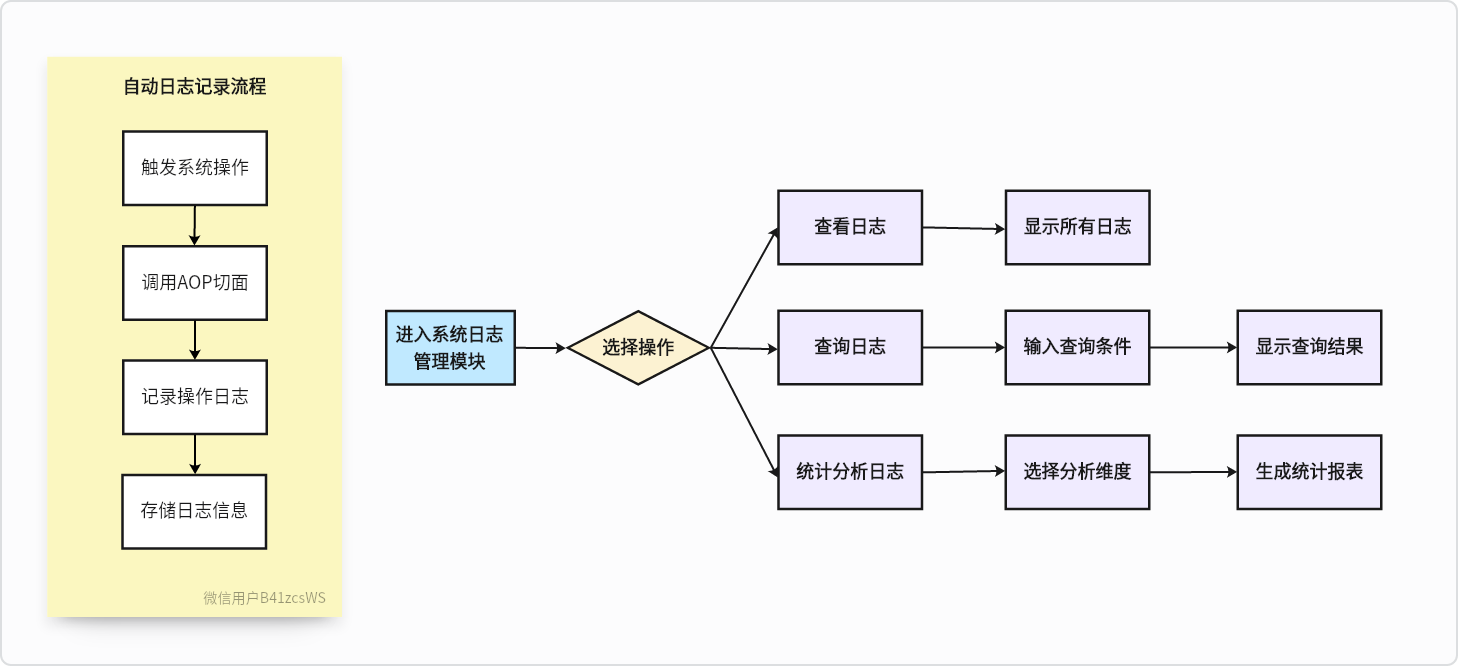 自动日志记录流程
触发系统操作
调用AOP切面
记录操作日志
存储日志信息
微信用户B41zcsWS
进入系统日志
管理模块
选择操作
查看日志
显示所有日志
查询日志
输入查询条件
显示查询结果
统计分析日志
选择分析维度
生成统计报表